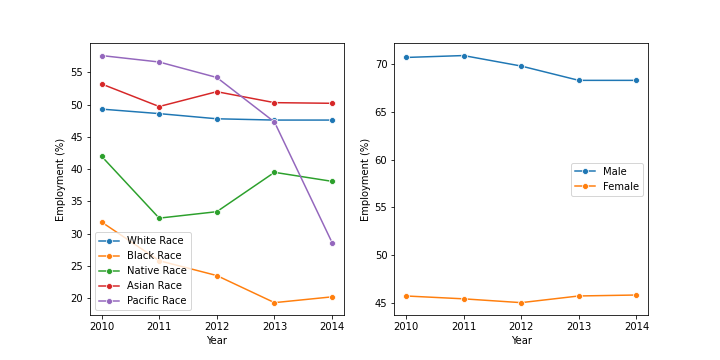 Employment (%)
55
50
45
40
35
30
25
20
White Race
Black Race
Native Race
Asian Race
Pacific Race
2010 2011 2012 2013 2014
Year
Employment (%)
70
65
60
55
50
45
Male
Female
2010 2011 2012 2013 2014
Year